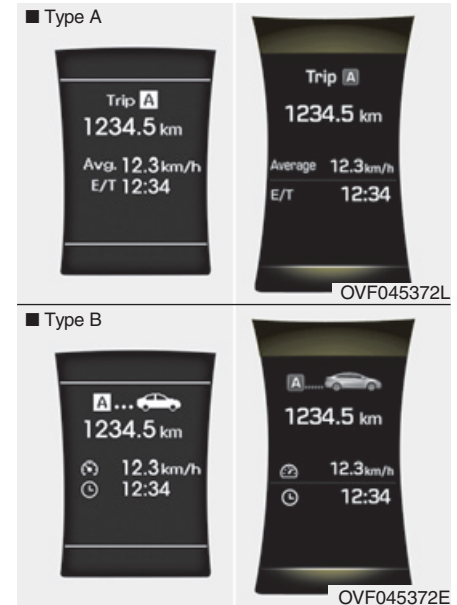 ■ Type A
Trip A
1234.5 km
Avg. 12.3 km/h
E/T 12:34
Trip A
1234.5 km
Average 12.3 km/h
E/T 12:34
OVF045372L
■ Type B
A...
1234.5 km
12.3 km/h
12:34
A.....
1234.5 km
12.3 km/h
12:34
OVF045372E